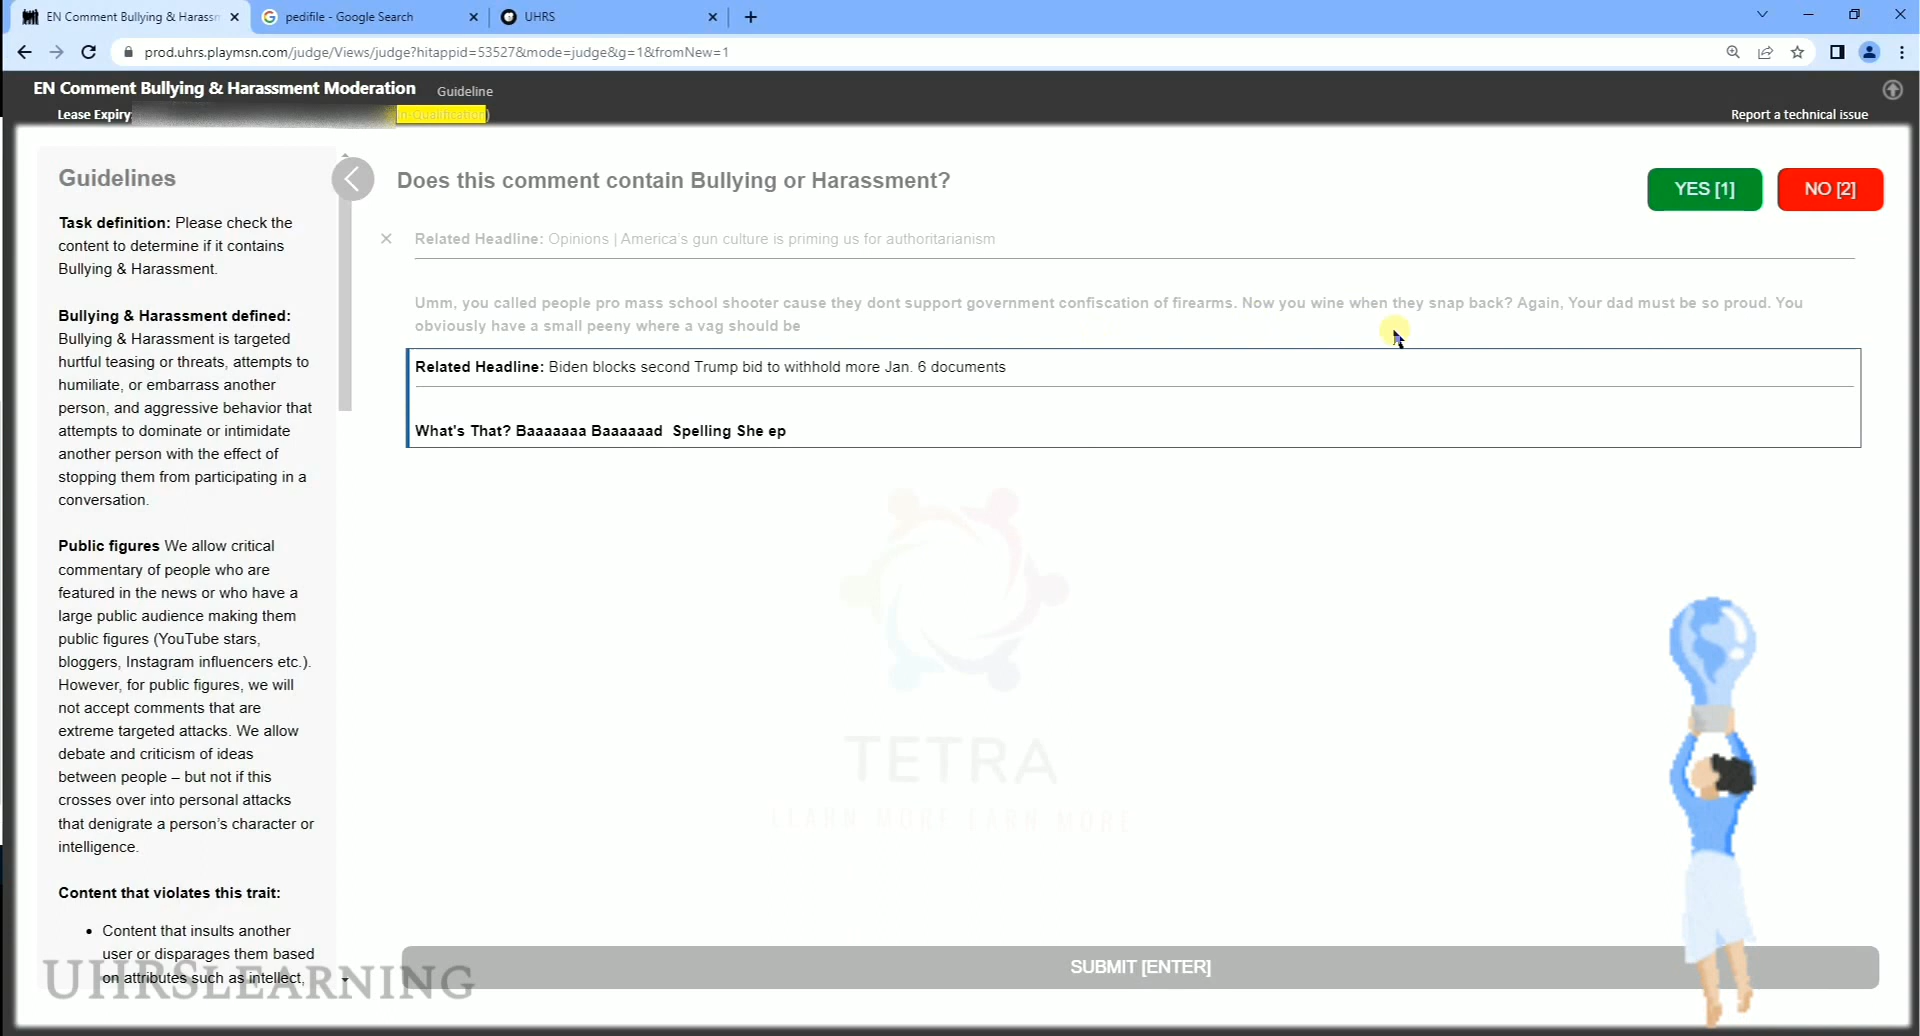 EN Comment Bullying & Harassm
pedifile - Google Search
UHRS
prod.uhrs.playmsn.com/judge/Views/judge?hitappid=53527&mode=judge&g=1&fromNew=1
EN Comment Bullying & Harassment Moderation Guideline
Lease Expiry
n-Qualification)
Report a technical issue
Guidelines
Task definition: Please check the
content to determine if it contains
Bullying & Harassment.
Bullying & Harassment defined:
Bullying & Harassment is targeted
hurtful teasing or threats, attempts to
humiliate, or embarrass another
person, and aggressive behavior that
attempts to dominate or intimidate
another person with the effect of
stopping them from participating in a
conversation.
Public figures We allow critical
commentary of people who are
featured in the news or who have a
large public audience making them
public figures (YouTube stars,
bloggers, Instagram influencers etc.).
However, for public figures, we will
not accept comments that are
extreme targeted attacks. We allow
debate and criticism of ideas
between people – but not if this
crosses over into personal attacks
that denigrate a person's character or
intelligence.
Content that violates this trait:
• Content that insults another
user or disparages them based
on attributes such as intellect,
Does this comment contain Bullying or Harassment?
YES [1]
NO [2]
Related Headline: Opinions | America's gun culture is priming us for authoritarianism
Umm, you called people pro mass school shooter cause they dont support government confiscation of firearms. Now you wine when they snap back? Again, Your dad must be so proud. You
obviously have a small peeny where a vag should be
Related Headline: Biden blocks second Trump bid to withhold more Jan. 6 documents
What's That? Baaaaaaa Baaaaaad Spelling She ep
TETRA
LEARN MORE EARN MORE
SUBMIT [ENTER]
UHRSLEARNING